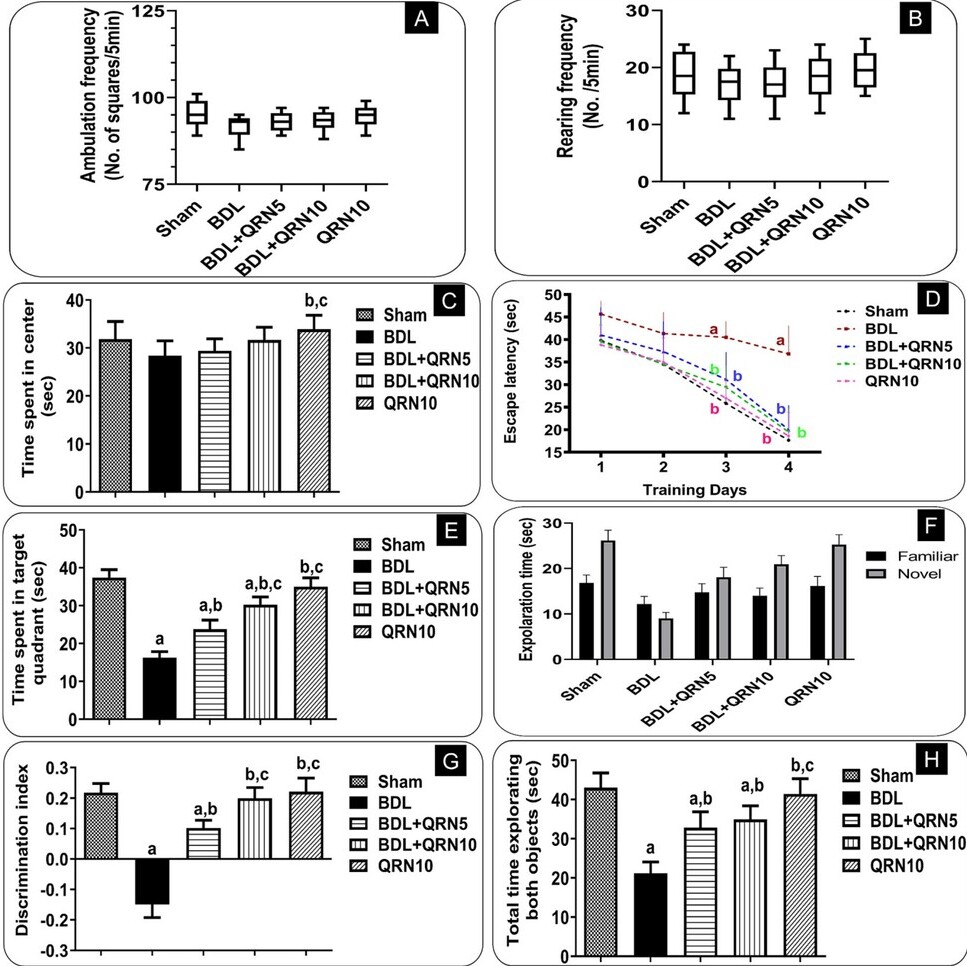 A
Ambulation frequency
(No. of squares/5min)
125
100
75
Sham
BDL
BDL+QRN5
BDL+QRN10
QRN10
B
Rearing frequency
(No. /5min)
30
20
10
0
Sham
BDL
BDL+QRN5
BDL+QRN10
QRN10
C
Time spent in center
(sec)
40
30
20
10
0
b,c
Sham
BDL
BDL+QRN5
BDL+QRN10
QRN10
D
Escape latency (sec)
50
45
40
35
30
25
20
15
a
a
b
b
b
b
b
b
1
2
3
4
Training Days
Sham
BDL
BDL+QRN5
BDL+QRN10
QRN10
E
Time spent in target
quadrant (sec)
50
40
30
20
10
0
a
a,b
a,b,c
b,c
Sham
BDL
BDL+QRN5
BDL+QRN10
QRN10
F
Expolaration time (sec)
30
20
10
0
Sham
BDL
BDL+QRN5
BDL+QRN10
QRN10
Familiar
Novel
G
Discrimination index
0.3
0.2
0.1
0.0
-0.1
-0.2
-0.3
a
a,b
b,c
b,c
Sham
BDL
BDL+QRN5
BDL+QRN10
QRN10
H
Total time explorating
both objects (sec)
50
40
30
20
10
0
a
a,b
a,b
b,c
Sham
BDL
BDL+QRN5
BDL+QRN10
QRN10